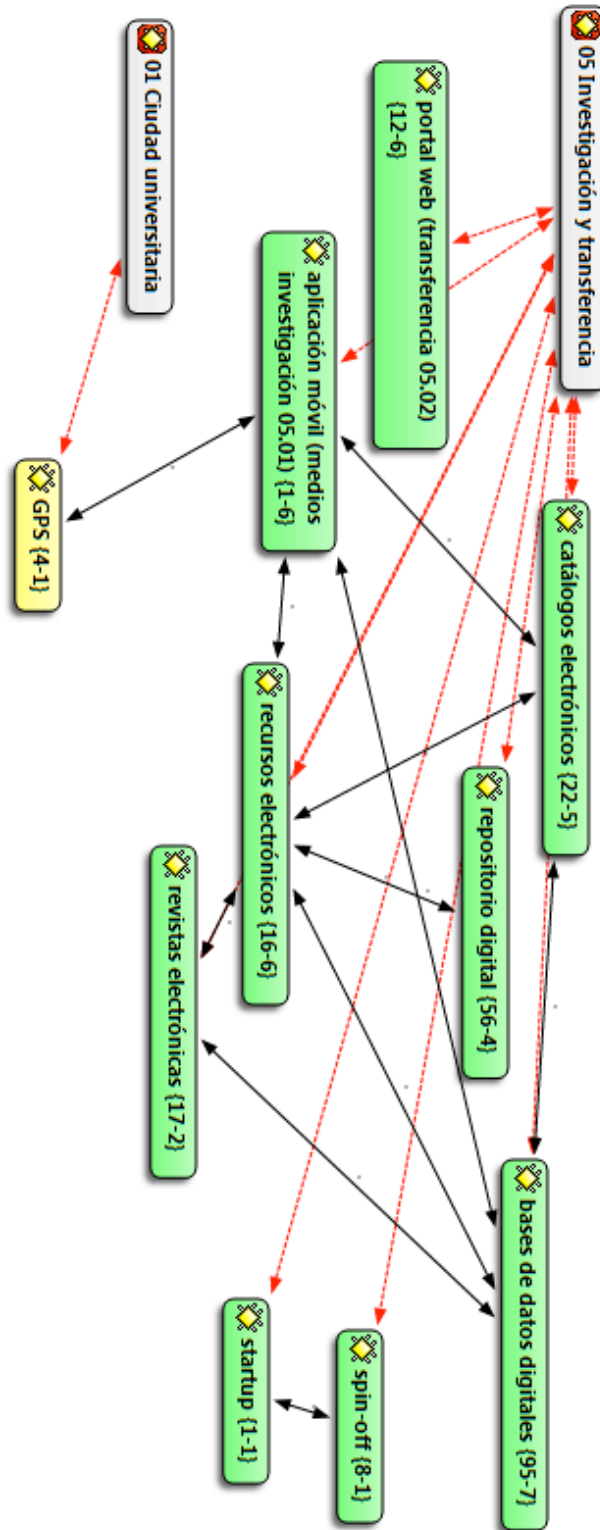 05 Investigación y transferencia
portal web (transferencia 05.02)
{12-6}
aplicación móvil (medios
investigación 05.01) {1-6}
01 Ciudad universitaria
GPS {4-1}
catálogos electrónicos {22-5}
repositorio digital {56-4}
recursos electrónicos {16-6}
revistas electrónicas {17-2}
bases de datos digitales {95-7}
spin-off {8-1}
startup {1-1}